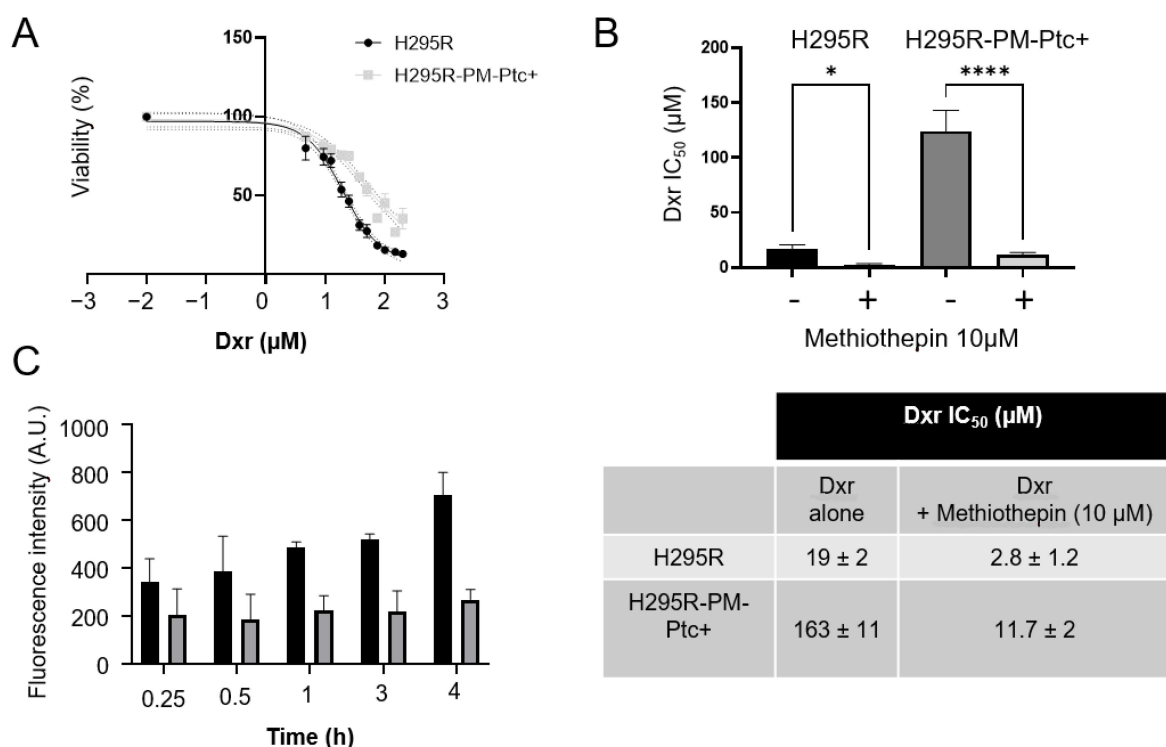 A
Viability (%)
150
100
50
H295R
H295R-PM-Ptc+
−3
−2
−1
0
1
2
3
Dxr (µM)
B
Dxr IC50 (µM)
200
150
100
50
0
H295R
H295R-PM-Ptc+
*
****
-
+
-
+
Methiothepin 10µM
C
Fluorescence intensity (A.U.)
1000
800
600
400
200
0
0.25
0.5
1
3
4
Time (h)
Dxr IC50 (µM)
Dxr
alone
Dxr
+ Methiothepin (10 µM)
H295R
19 ± 2
2.8 ± 1.2
H295R-PM-
Ptc+
163 ± 11
11.7 ± 2